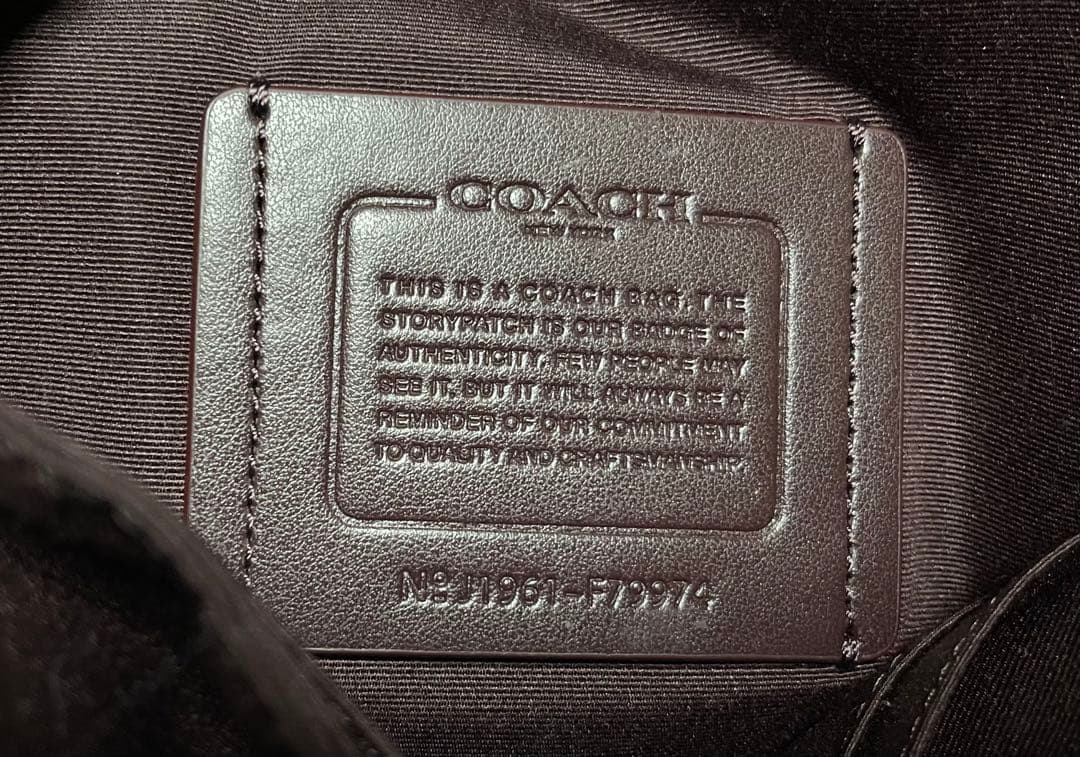 COACH
NEW YORK
THIS IS A COACH BAG. THE
STORYPATCH IS OUR BADGE OF
AUTHENTICITY. FEW PEOPLE MAY
SEE IT. BUT IT WILL ALWAYS BE A
REMINDER OF OUR COMMITMENT
TO QUALITY AND CRAFTSMANSHIP.
Nº J1961-F79974